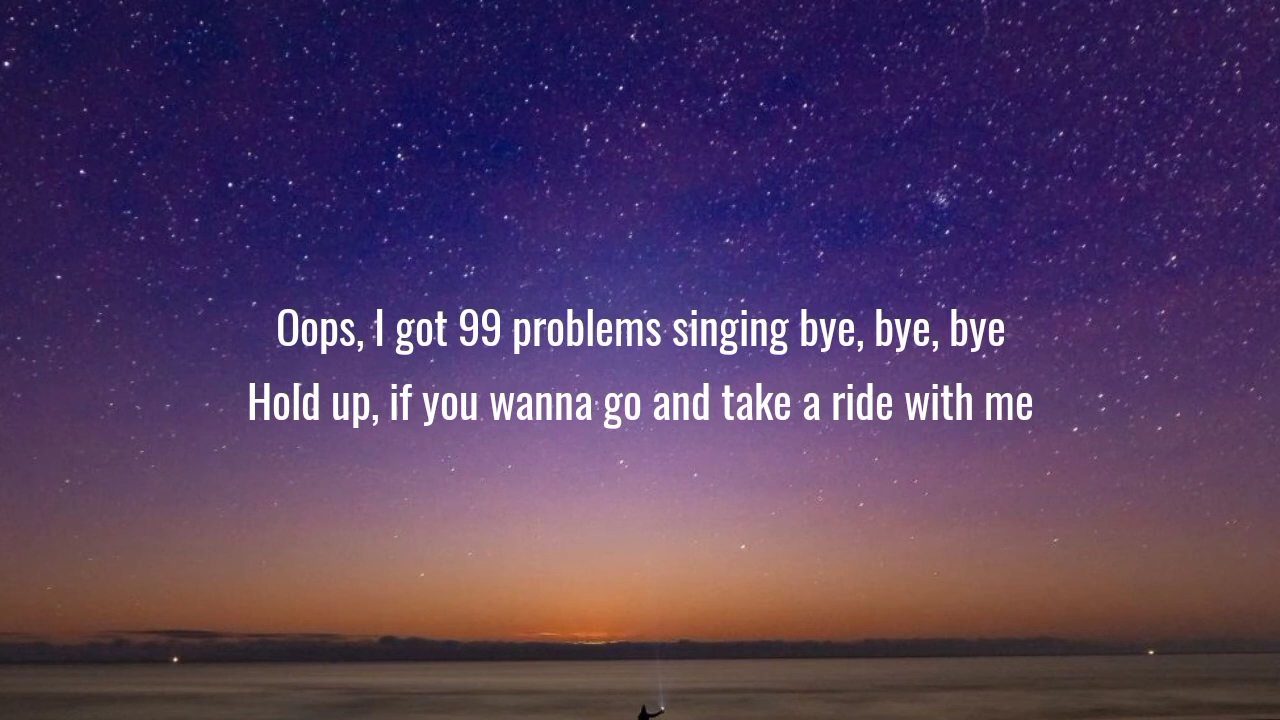 Oops, I got 99 problems singing bye, bye, bye
Hold up, if you wanna go and take a ride with me